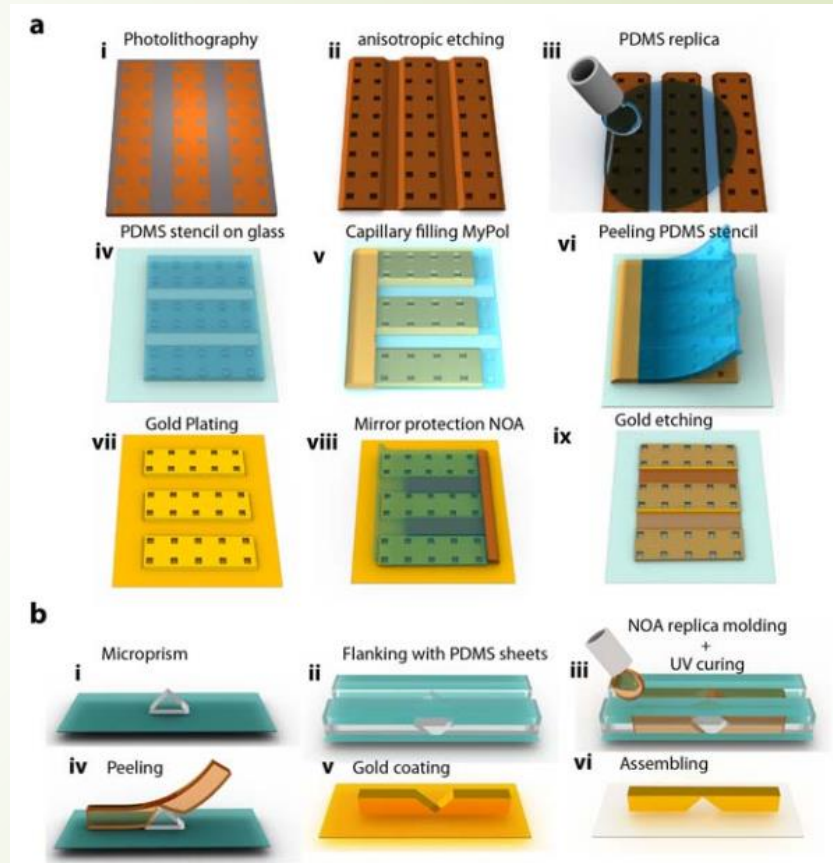 a
i Photolithography
ii anisotropic etching
iii PDMS replica
iv PDMS stencil on glass
v Capillary filling MyPol
vi Peeling PDMS stencil
vii Gold Plating
viii Mirror protection NOA
ix Gold etching
b
i Microprism
ii Flanking with PDMS sheets
iii NOA replica molding
+
UV curing
iv Peeling
v Gold coating
vi Assembling